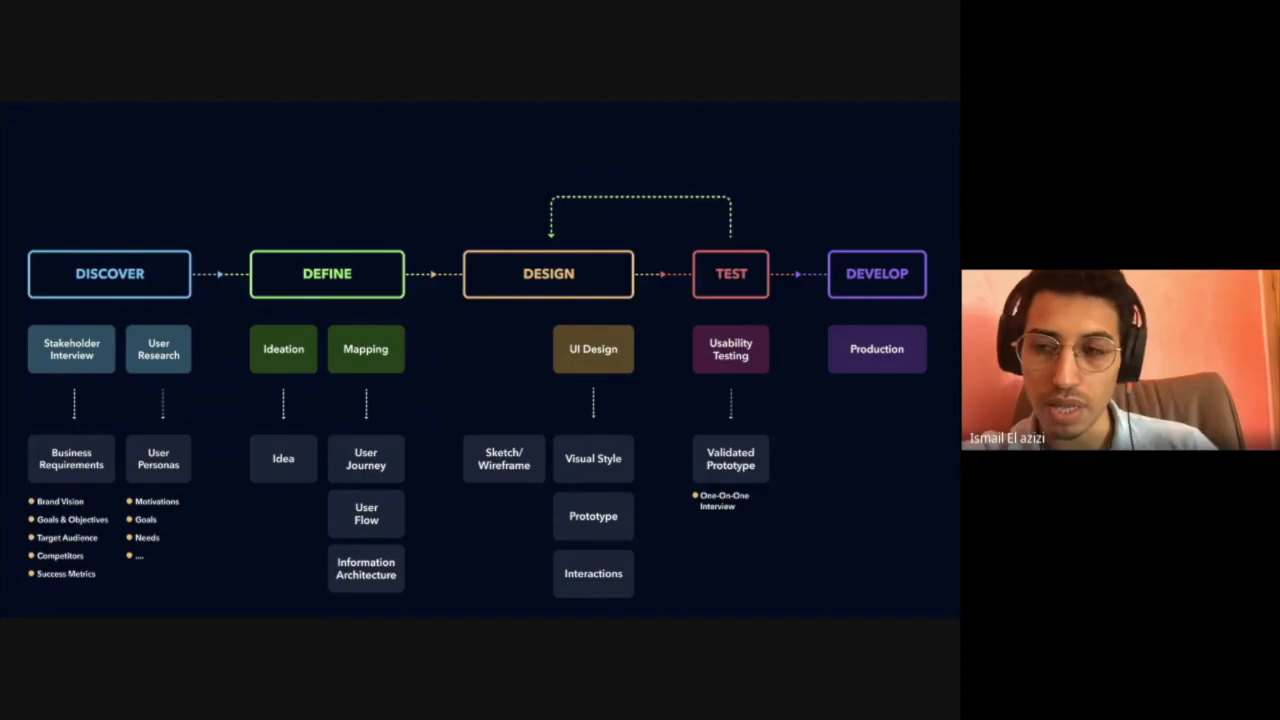 DISCOVER
DEFINE
DESIGN
TEST
DEVELOP
Stakeholder
Interview
User
Research
Ideation
Mapping
UI Design
Usability
Testing
Production
Business
Requirements
User
Personas
Idea
User
Journey
Sketch/
Wireframe
Visual Style
Validated
Prototype
Brand Vision
Goals & Objectives
Target Audience
Competitors
Success Metrics
Motivations
Goals
Needs
....
User
Flow
Information
Architecture
Prototype
Interactions
One-On-One
Interview
Ismail El azizi